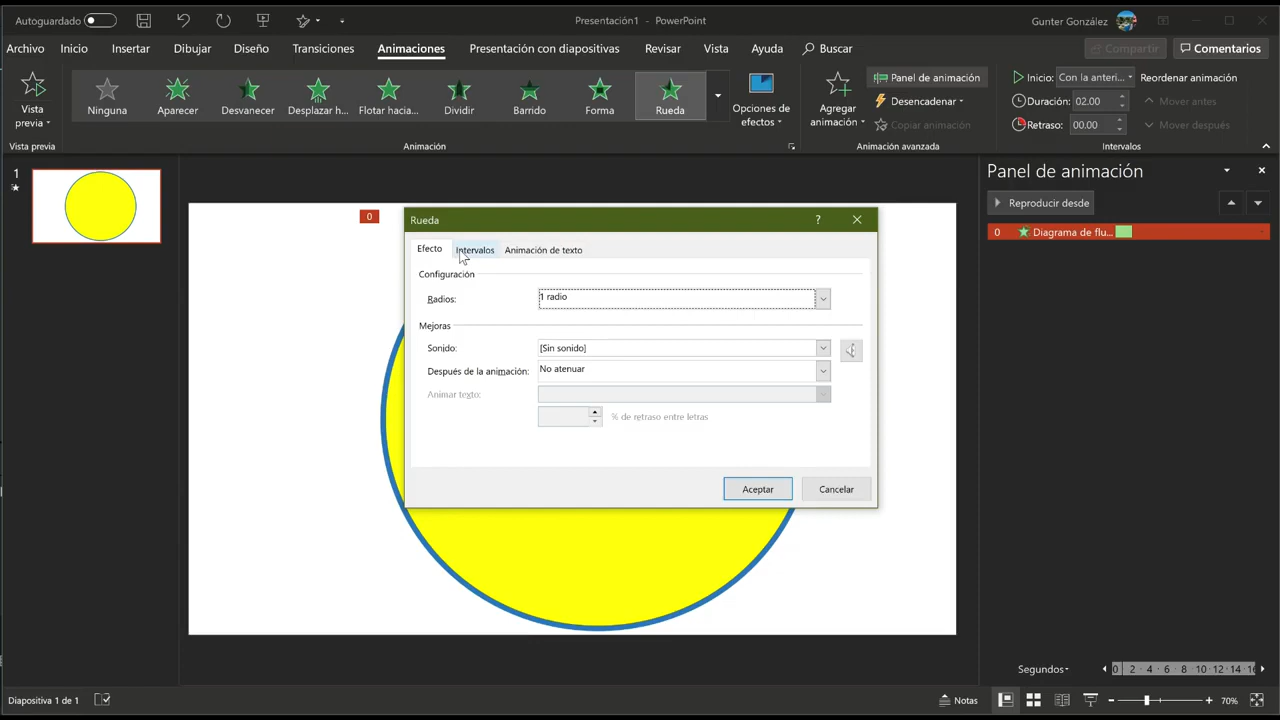 Autoguardado
Presentación1 - PowerPoint
Gunter González
Archivo Inicio Insertar Dibujar Diseño Transiciones Animaciones Presentación con diapositivas Revisar Vista Ayuda Buscar
Compartir Comentarios
Vista previa
Ninguna Aparecer Desvanecer Desplazar h... Flotar hacia... Dividir Barrido Forma Rueda
Opciones de efectos
Agregar animación
Panel de animación
Desencadenar
Copiar animación
Inicio: Con la anteri...
Duración: 02.00
Retraso: 00.00
Reordenar animación
Mover antes
Mover después
Vista previa Animación Animación avanzada Intervalos
1
0
Rueda ?
Efecto Intervalos Animación de texto
Configuración
Radios: 1 radio
Mejoras
Sonido: [Sin sonido]
Después de la animación: No atenuar
Animar texto:
% de retraso entre letras
Aceptar Cancelar
Panel de animación
Reproducir desde
0 Diagrama de flu...
Segundos 0 2 4 6 8 10 12 14 16
Diapositiva 1 de 1
Notas
70%